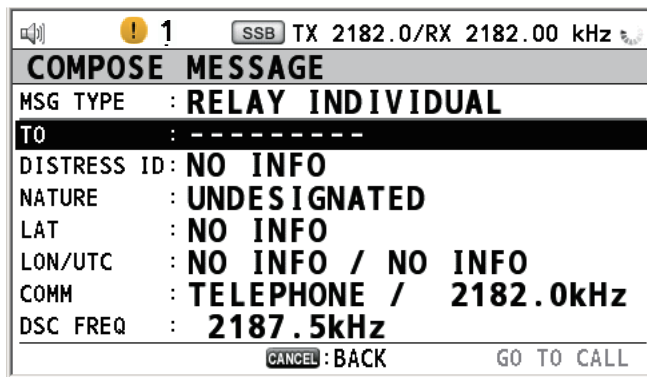 ! 1 SSB TX 2182.0/RX 2182.00 kHz
COMPOSE MESSAGE
MSG TYPE : RELAY INDIVIDUAL
TO : ---------
DISTRESS ID: NO INFO
NATURE : UNDESIGNATED
LAT : NO INFO
LON/UTC : NO INFO / NO INFO
COMM : TELEPHONE / 2182.0kHz
DSC FREQ : 2187.5kHz
CANCEL : BACK GO TO CALL